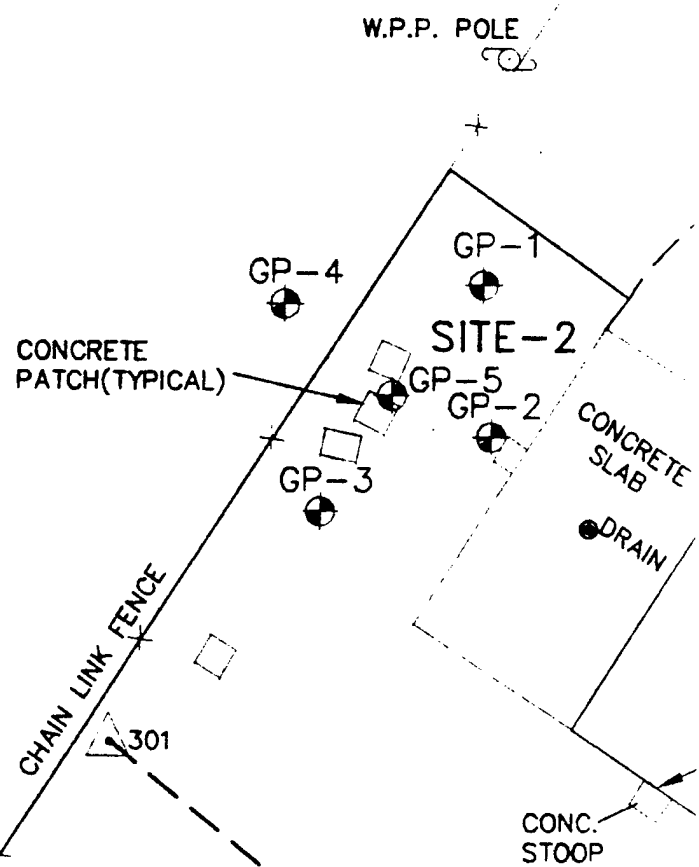 W.P.P. POLE
GP-1
GP-4
SITE-2
CONCRETE
PATCH(TYPICAL)
GP-5
GP-2
CONCRETE
SLAB
GP-3
DRAIN
CHAIN LINK FENCE
301
CONC.
STOOP